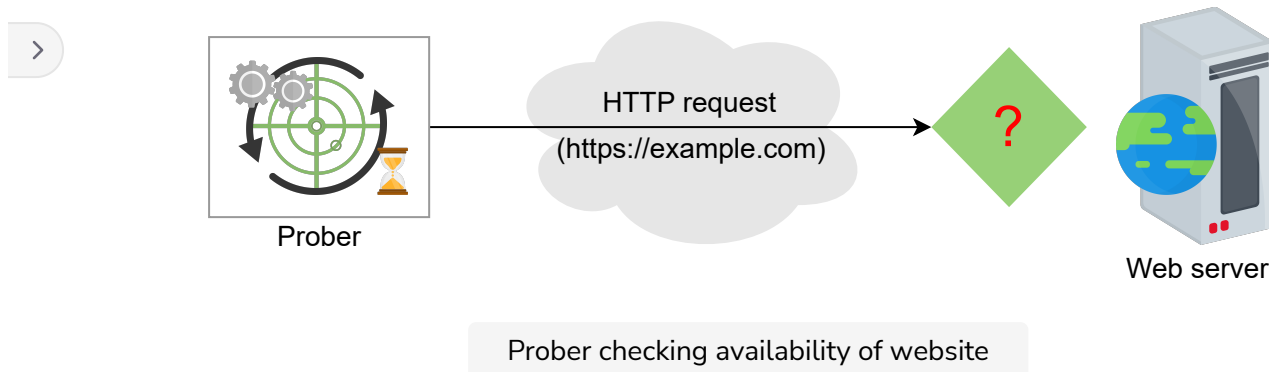 HTTP request
(https://example.com)
?
Prober
Web server
Prober checking availability of website